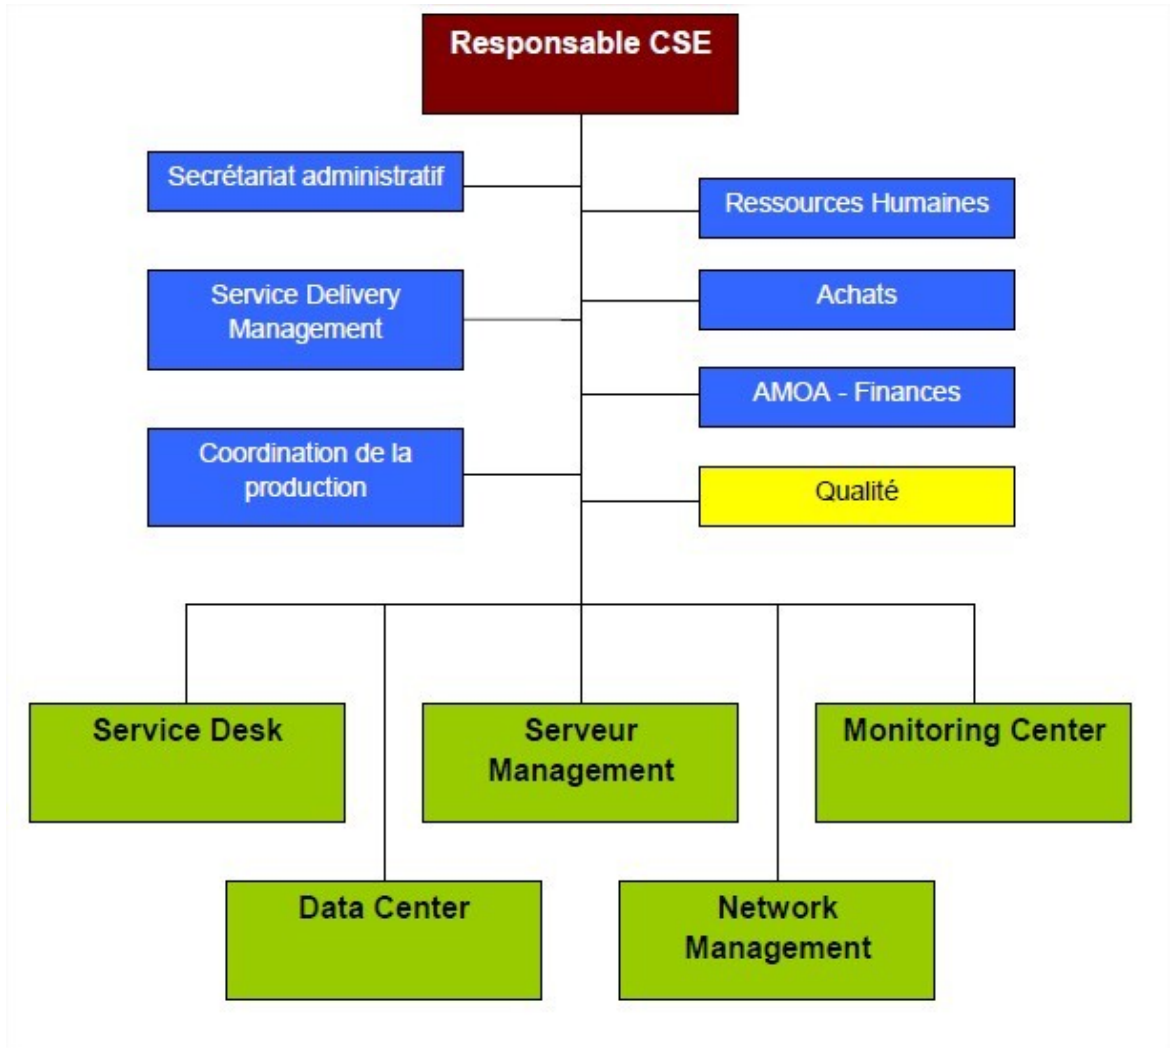 Responsable CSE
Secrétariat administratif
Ressources Humaines
Service Delivery
Management
Achats
AMOA - Finances
Coordination de la
production
Qualité
Service Desk
Serveur
Management
Monitoring Center
Data Center
Network
Management